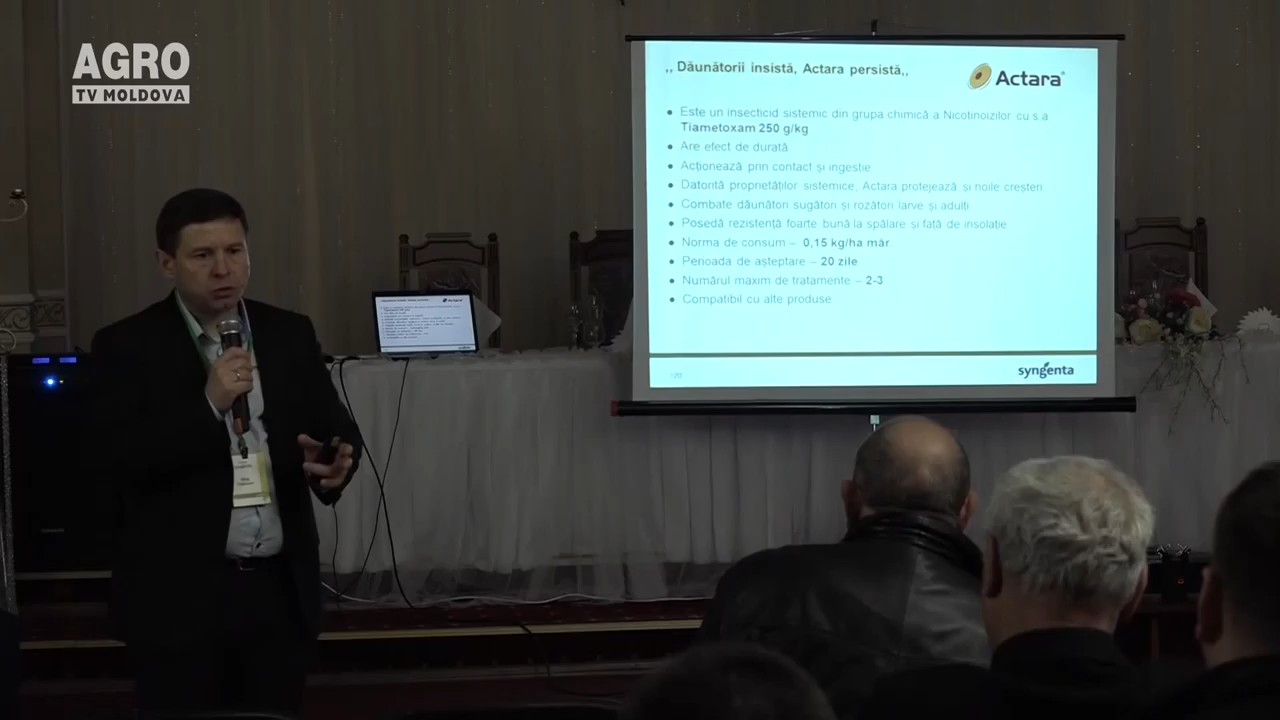 AGRO
TV MOLDOVA
,, Dăunătorii insistă, Actara persistă,,
Actara
Este un insecticid sistemic din grupa chimică a Nicotinoizilor cu s.a
Tiametoxam 250 g/kg
Are efect de durată
Acționează prin contact și ingestie
Datorită proprietăților sistemice, Actara protejează și noile creșteri
Combate dăunători sugători și rozători larve și adulți
Posedă rezistență foarte bună la spălare și față de insolație
Norma de consum – 0,15 kg/ha măr
Perioada de așteptare – 20 zile
Numărul maxim de tratamente – 2-3
Compatibil cu alte produse
120
syngenta
Actara